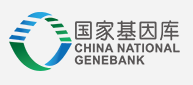 国家基因库
CHINA NATIONAL
GENEBANK